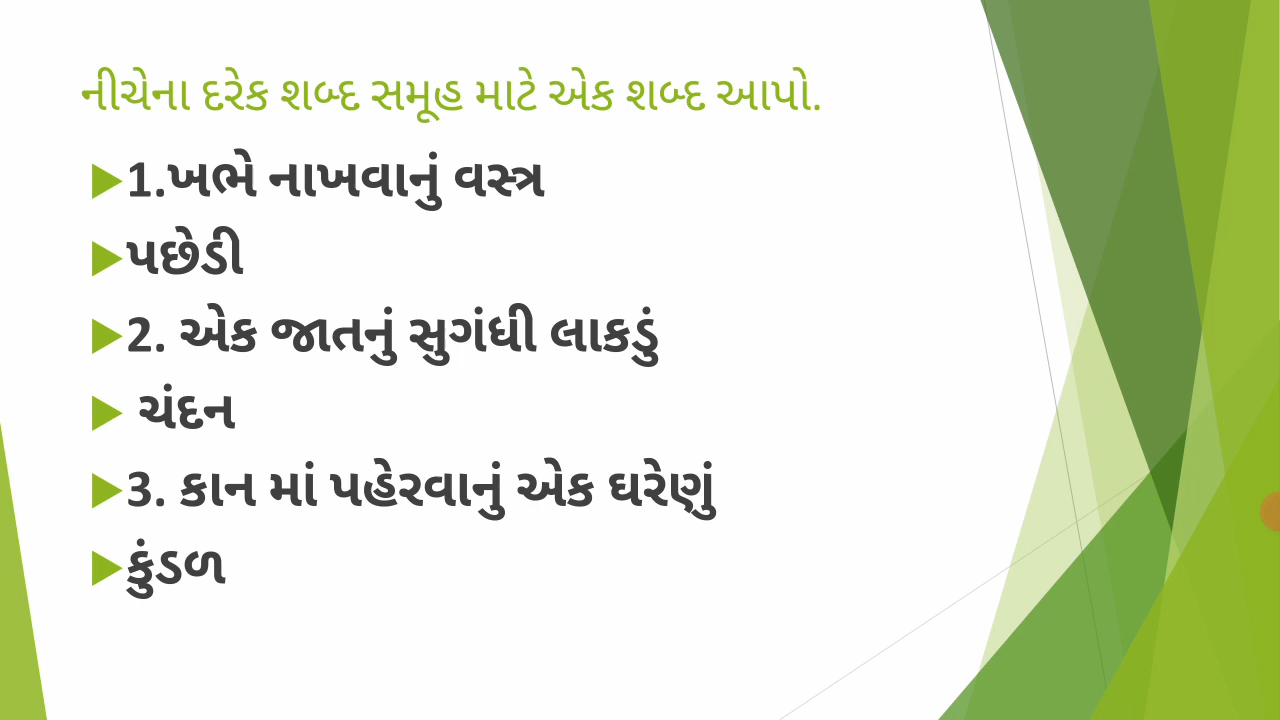 નીચેના દરેક શબ્દ સમૂહ માટે એક શબ્દ આપો.
1.ખભે નાખવાનું વસ્ત્ર
પછેડી
2. એક જાતનું સુગંધી લાકડું
ચંદન
3. કાન માં પહેરવાનું એક ઘરેણું
કુંડળ